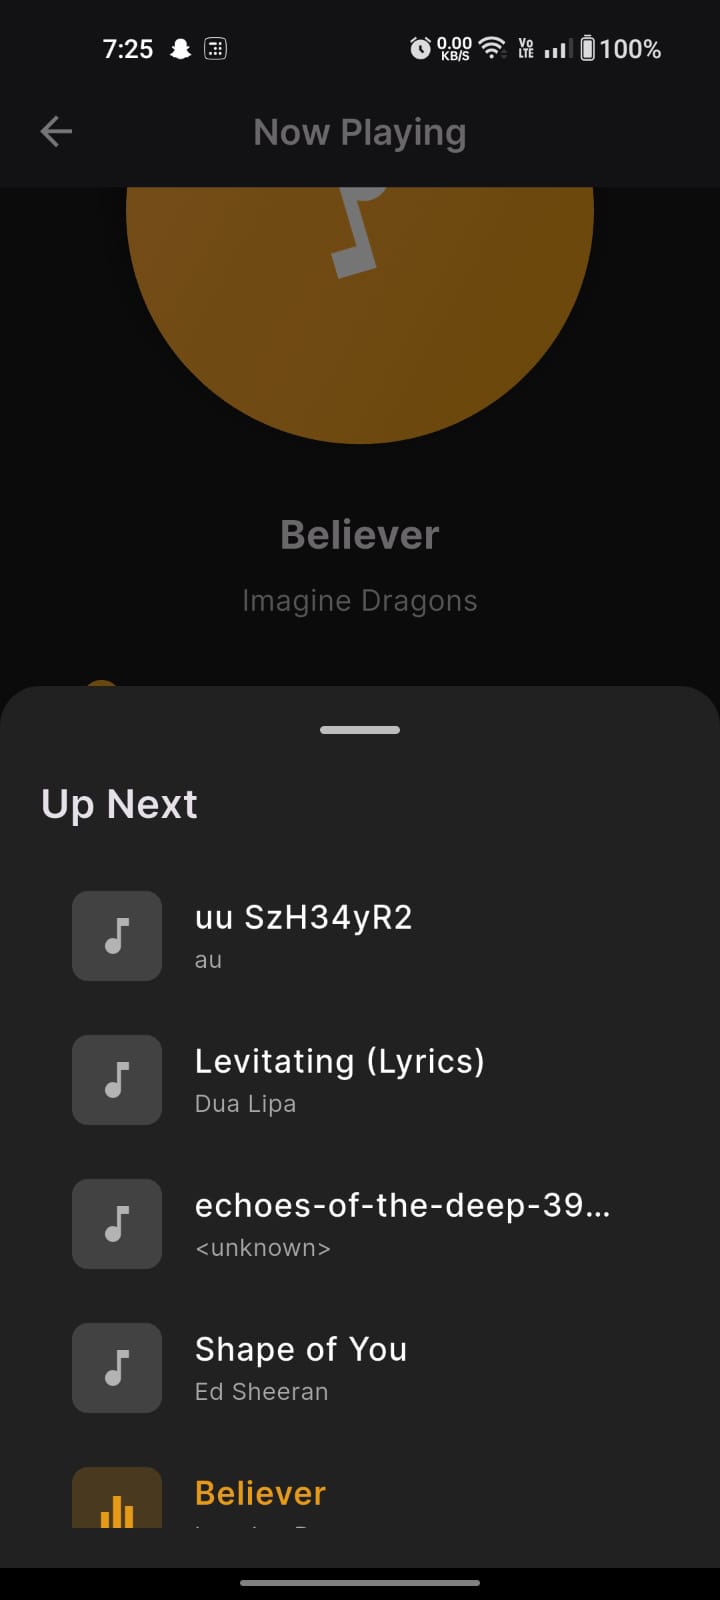 7:25 0.00 KB/S Vo LTE 100%
Now Playing
Believer
Imagine Dragons
Up Next
uu SzH34yR2
au
Levitating (Lyrics)
Dua Lipa
echoes-of-the-deep-39...
<unknown>
Shape of You
Ed Sheeran
Believer